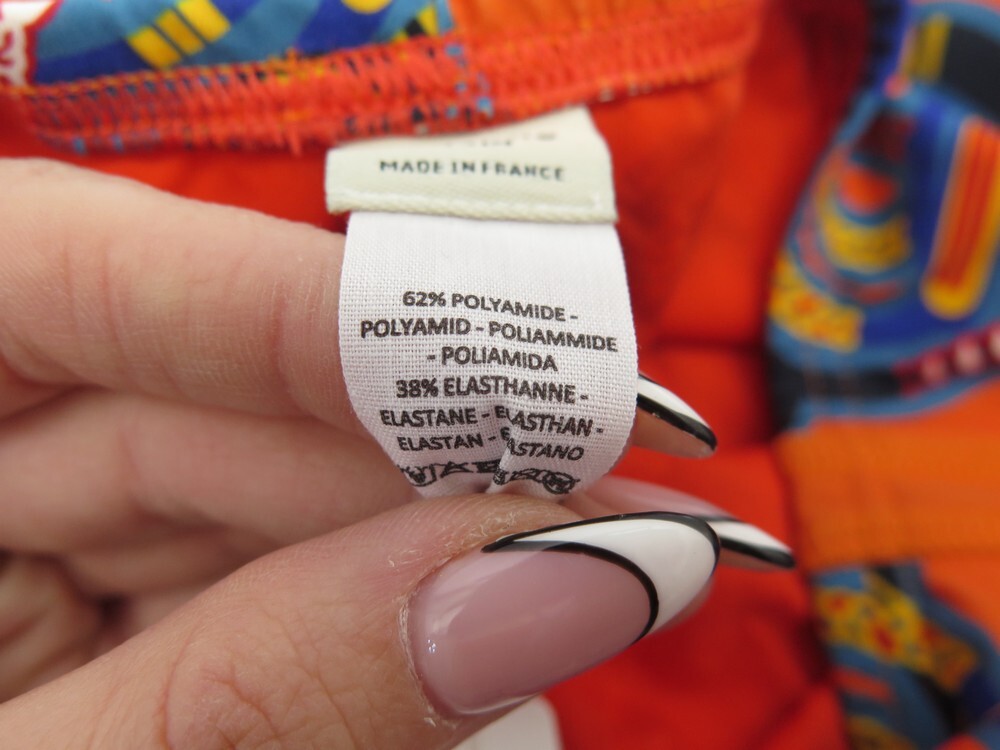 MADE IN FRANCE
62% POLYAMIDE -
POLYAMID - POLIAMMIDE
- POLIAMIDA
38% ELASTHANNE -
ELASTANE - ELASTHAN -
ELASTAN - ELASTANO